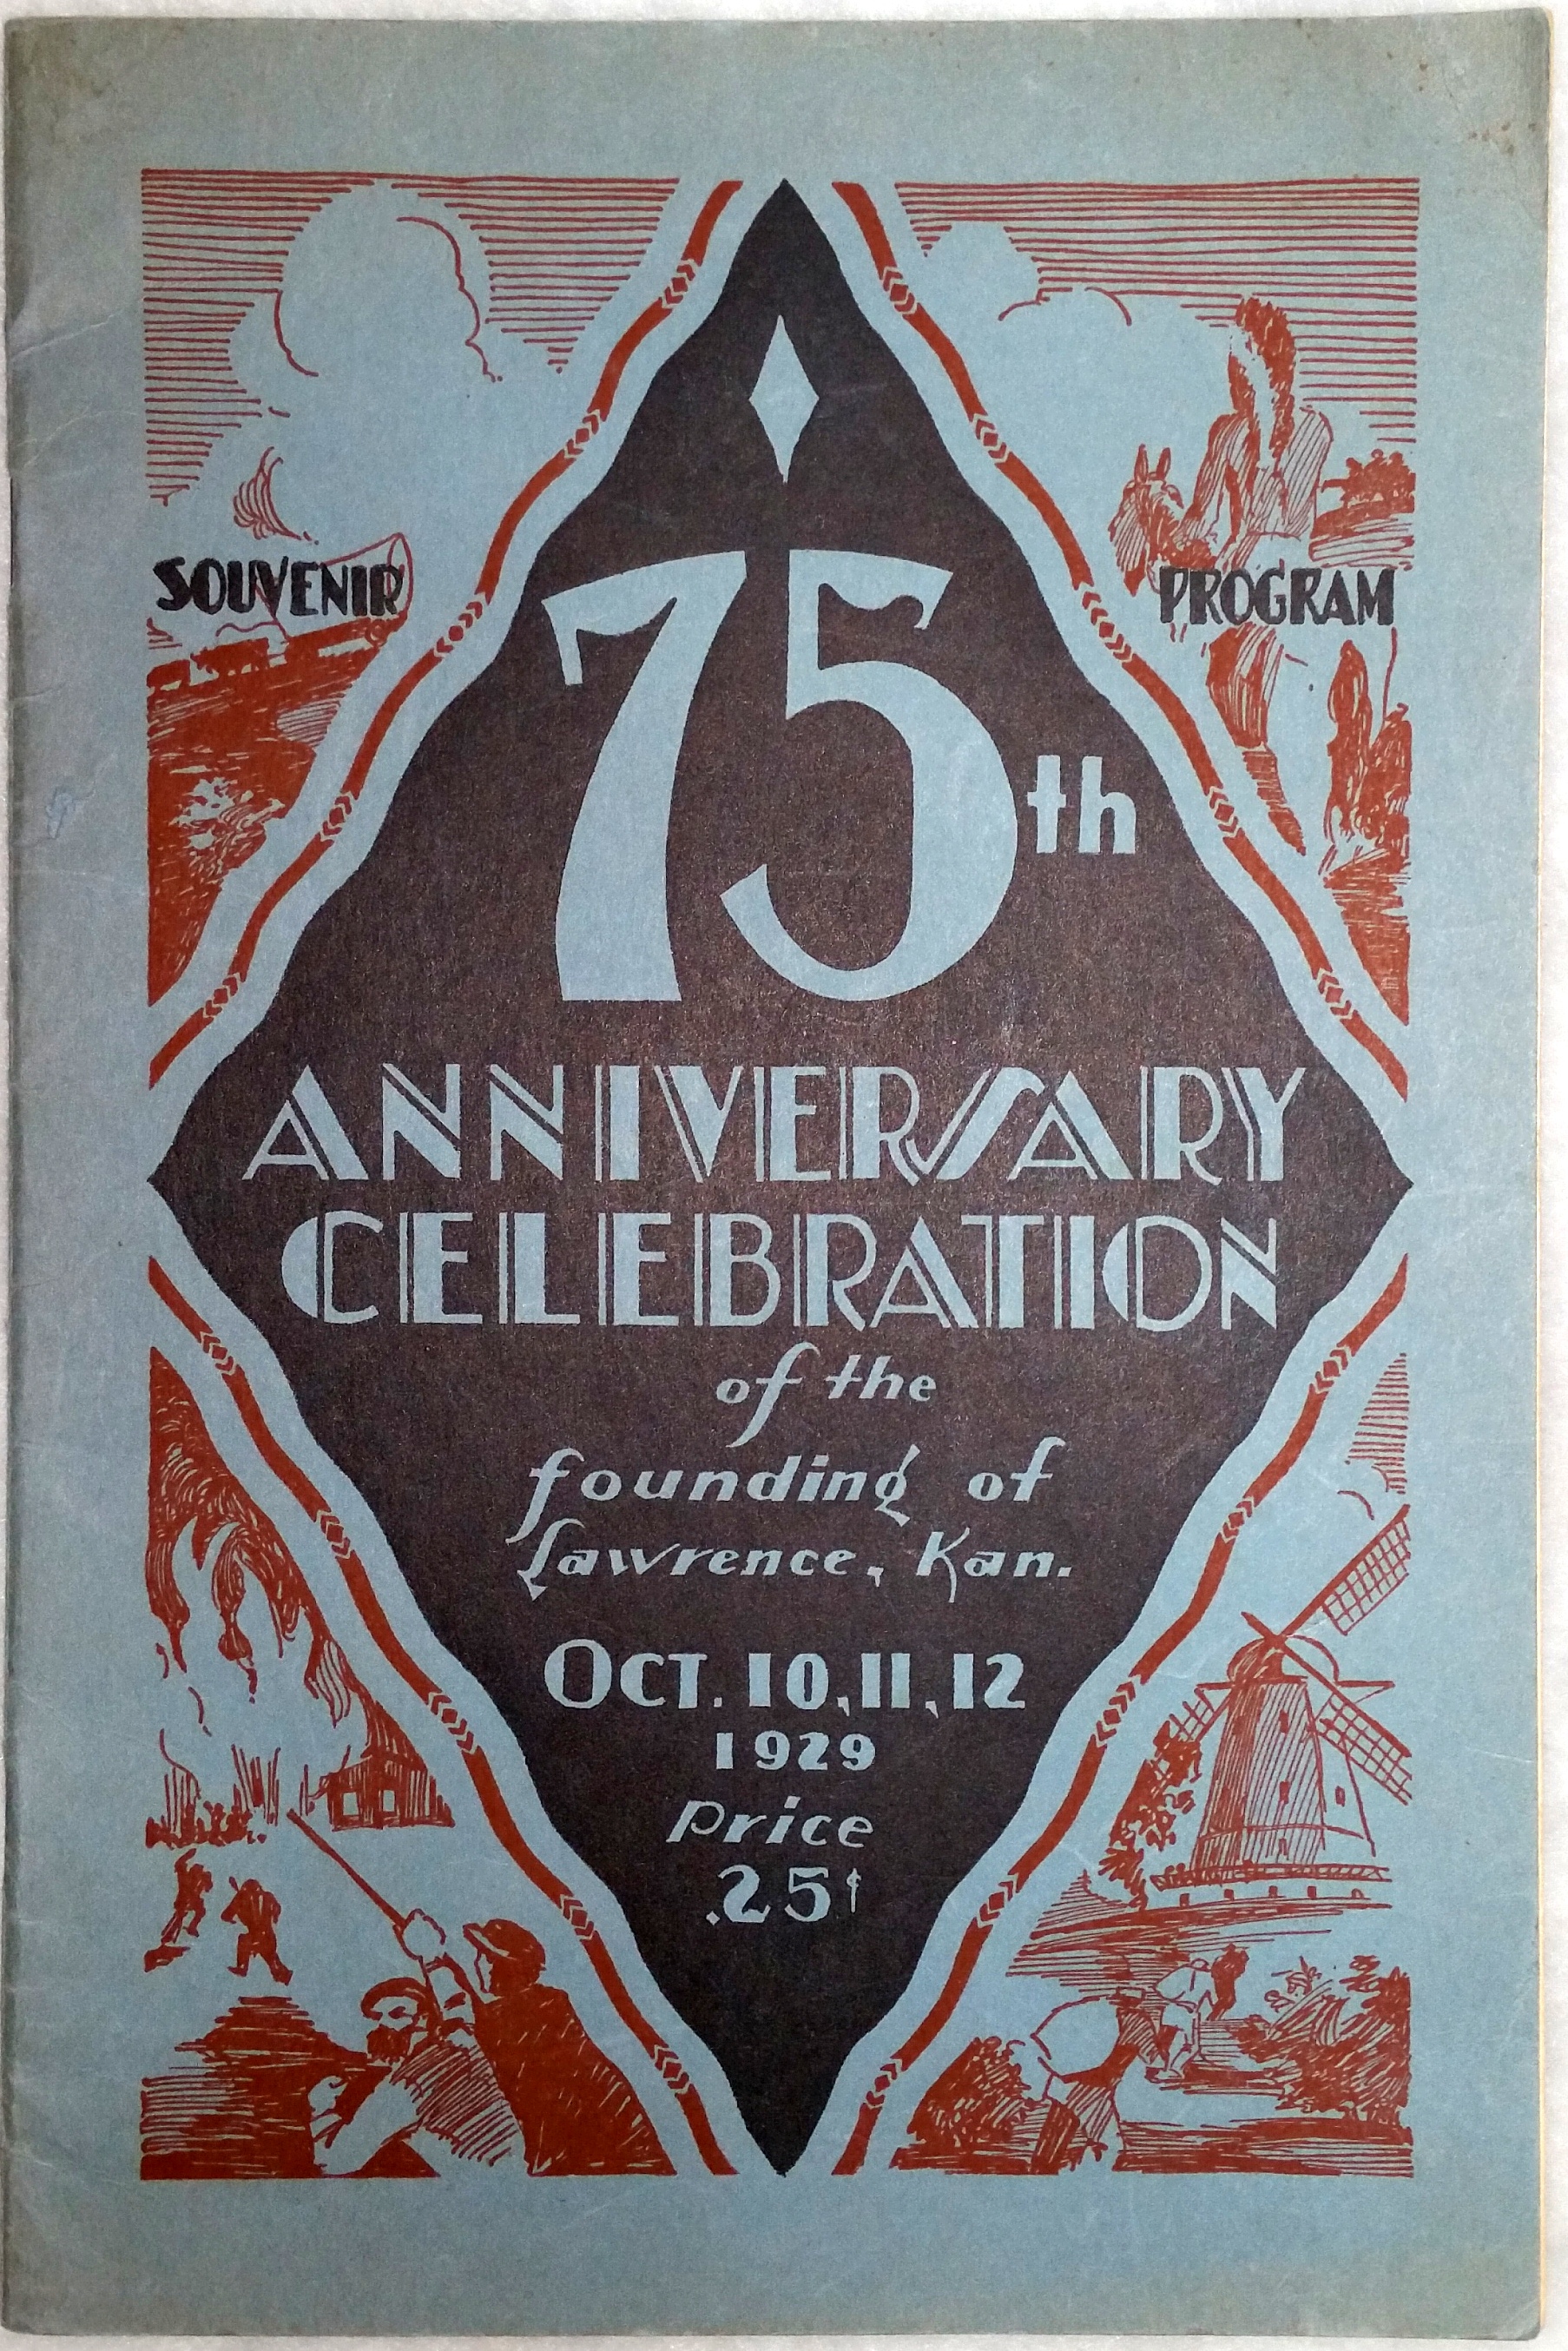 SOUVENIR
PROGRAM
75th
ANNIVERSARY
CELEBRATION
of the
founding of
Lawrence, Kan.
OCT. 10, 11, 12
1929
Price
.25¢